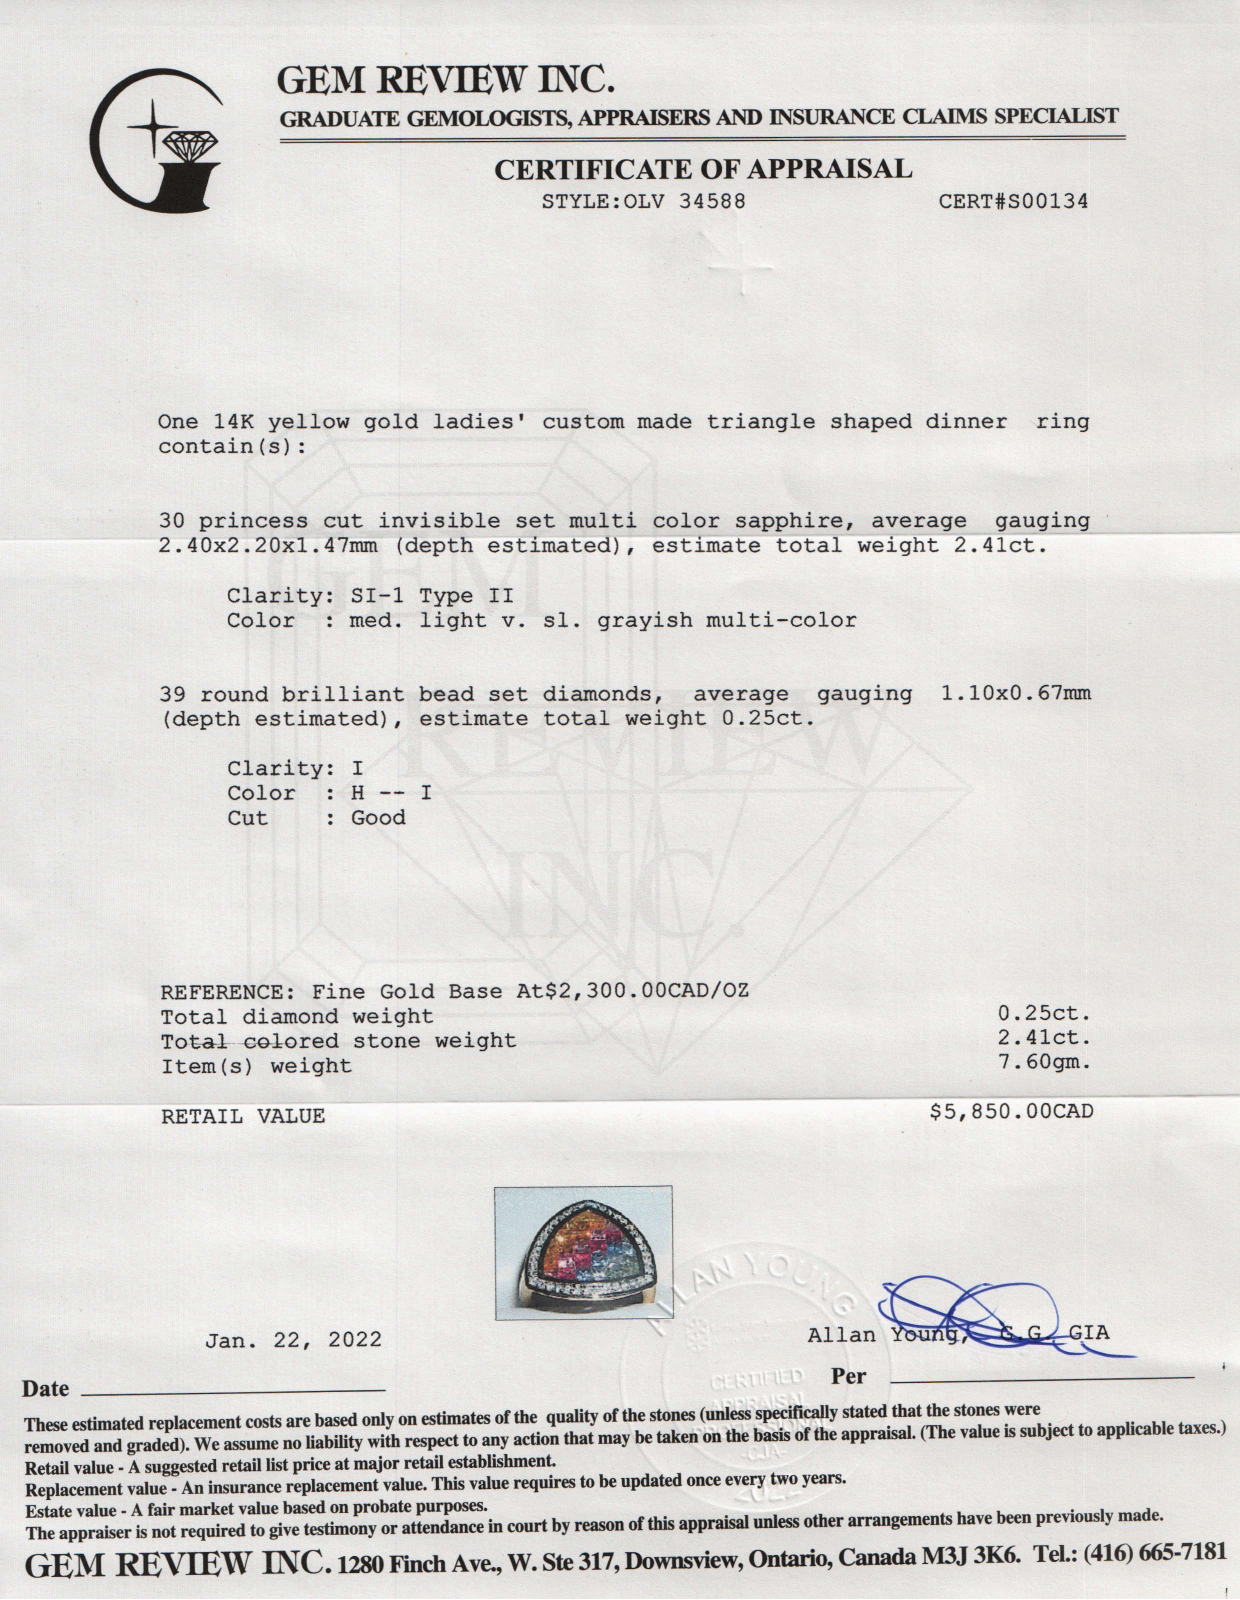 GEM REVIEW INC.
GRADUATE GEMOLOGISTS, APPRAISERS AND INSURANCE CLAIMS SPECIALIST
CERTIFICATE OF APPRAISAL
STYLE:OLV 34588 CERT#S00134
One 14K yellow gold ladies' custom made triangle shaped dinner ring
contain(s):
30 princess cut invisible set multi color sapphire, average gauging
2.40x2.20x1.47mm (depth estimated), estimate total weight 2.41ct.
Clarity: SI-1 Type II
Color : med. light v. sl. grayish multi-color
39 round brilliant bead set diamonds, average gauging 1.10x0.67mm
(depth estimated), estimate total weight 0.25ct.
Clarity: I
Color : H -- I
Cut : Good
GEM
REVIEW
INC.
REFERENCE: Fine Gold Base At$2,300.00CAD/OZ
Total diamond weight 0.25ct.
Total colored stone weight 2.41ct.
Item(s) weight 7.60gm.
RETAIL VALUE $5,850.00CAD
ALLAN YOUNG
CERTIFIED
APPRAISAL
PROFESSIONAL
-CJA-
2022
Jan. 22, 2022 Allan Young, G.G. GIA
Date Per
These estimated replacement costs are based only on estimates of the quality of the stones (unless specifically stated that the stones were
removed and graded). We assume no liability with respect to any action that may be taken on the basis of the appraisal. (The value is subject to applicable taxes.)
Retail value - A suggested retail list price at major retail establishment.
Replacement value - An insurance replacement value. This value requires to be updated once every two years.
Estate value - A fair market value based on probate purposes.
The appraiser is not required to give testimony or attendance in court by reason of this appraisal unless other arrangements have been previously made.
GEM REVIEW INC. 1280 Finch Ave., W. Ste 317, Downsview, Ontario, Canada M3J 3K6. Tel.: (416) 665-7181